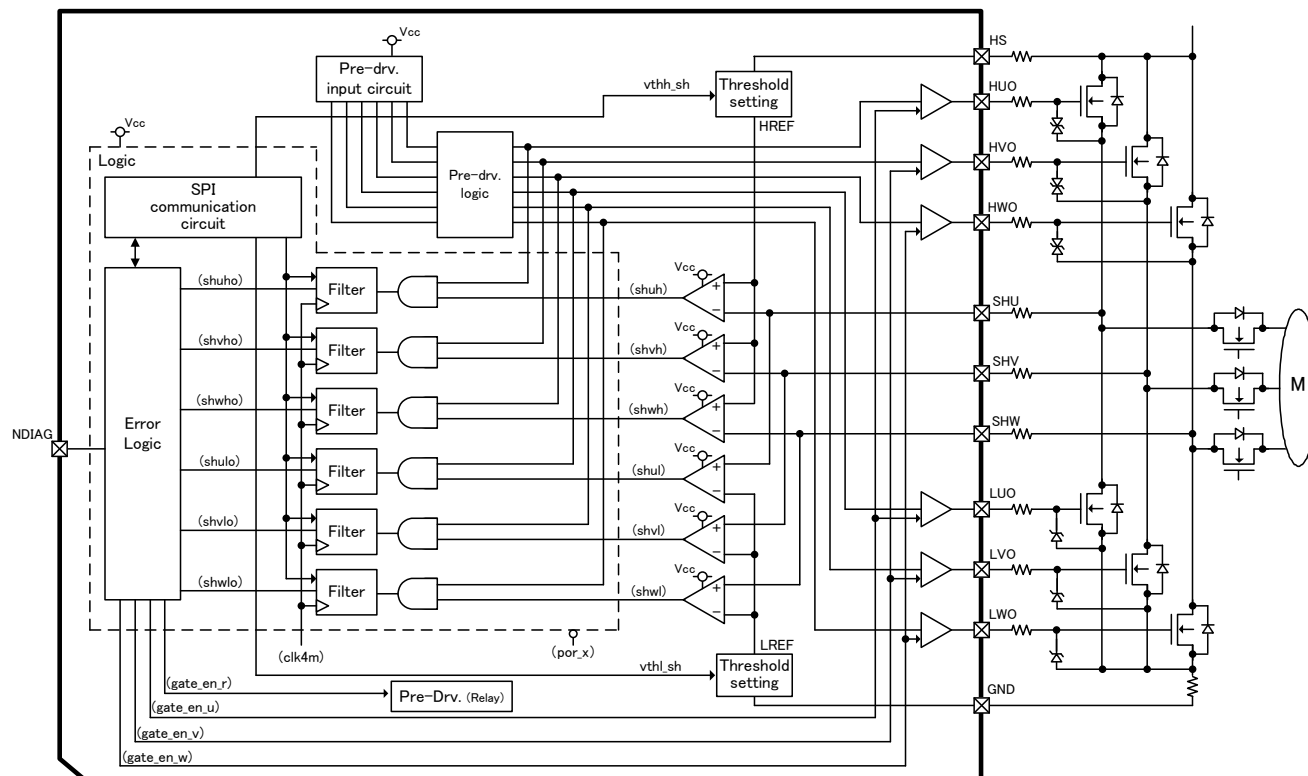 Vcc
HS
Pre-drv.
input circuit
vthh_sh
Threshold
setting
HUO
HREF
Vcc
Logic
Pre-drv.
logic
HVO
SPI
communication
circuit
HWO
Vcc
(shuho)
Filter
+
−
(shuh)
SHU
Vcc
(shvho)
Filter
+
−
(shvh)
SHV
Vcc
(shwho)
Filter
+
−
(shwh)
SHW
M
NDIAG
Error
Logic
Vcc
(shulo)
Filter
+
−
(shul)
LUO
Vcc
(shvlo)
Filter
+
−
(shvl)
LVO
Vcc
(shwlo)
Filter
+
−
(shwl)
LWO
(clk4m)
(por_x)
LREF
vthl_sh
Threshold
setting
(gate_en_r)
Pre-Drv. (Relay)
GND
(gate_en_u)
(gate_en_v)
(gate_en_w)